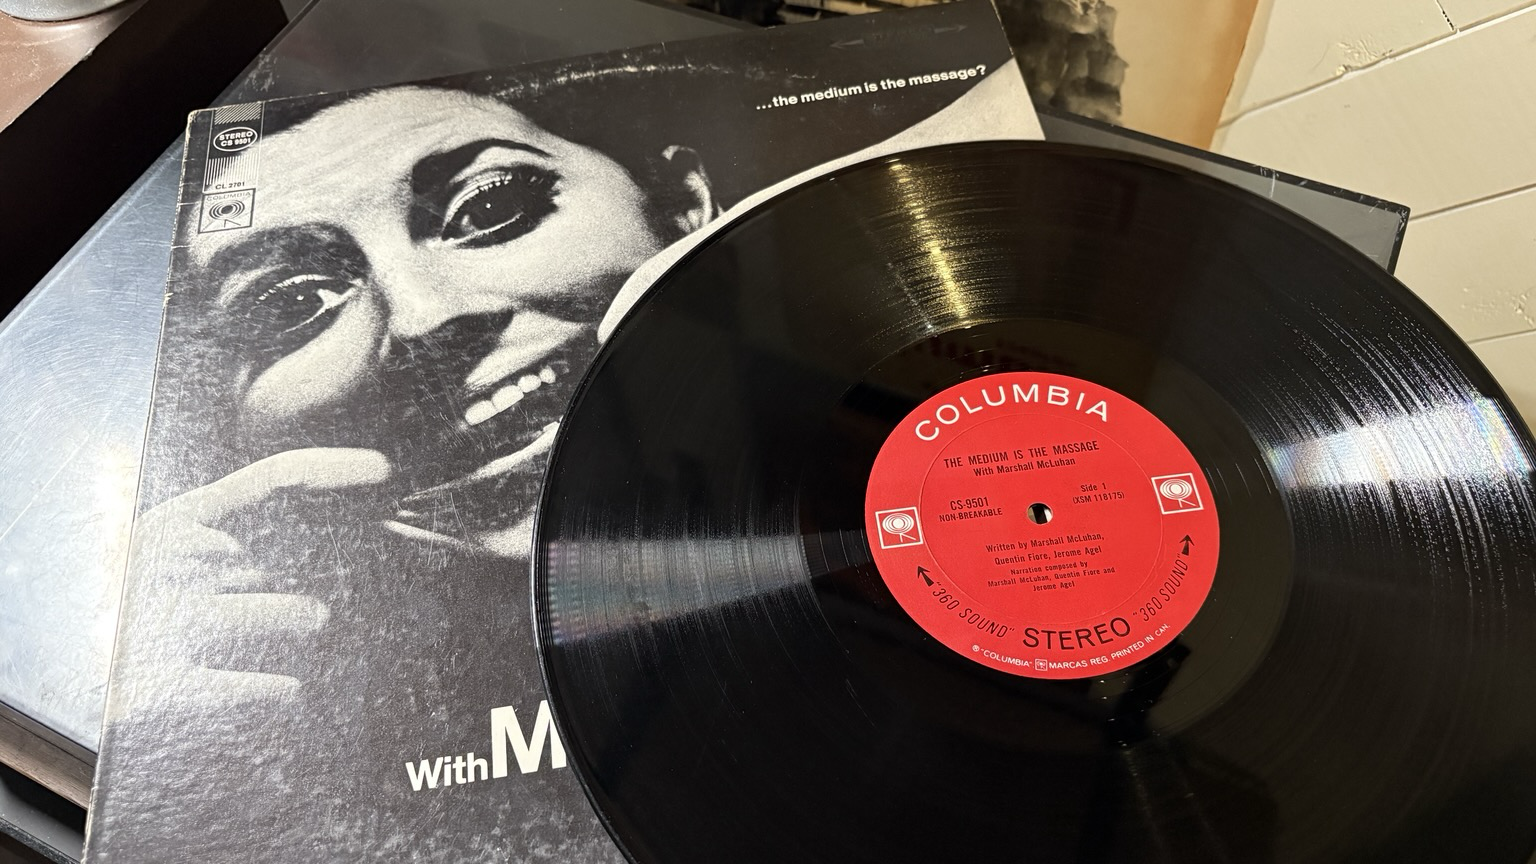 ...the medium is the massage?
STEREO
CS 9501
CL 2701
COLUMBIA
With M
COLUMBIA
THE MEDIUM IS THE MASSAGE
With Marshall McLuhan
CS-9501
NON-BREAKABLE
Side 1
(XSM 118175)
Written by Marshall McLuhan,
Quentin Fiore, Jerome Agel
Narration composed by
Marshall McLuhan, Quentin Fiore and
Jerome Agel
"360 SOUND" STEREO "360 SOUND"
® "COLUMBIA" MARCAS REG. PRINTED IN CAN.